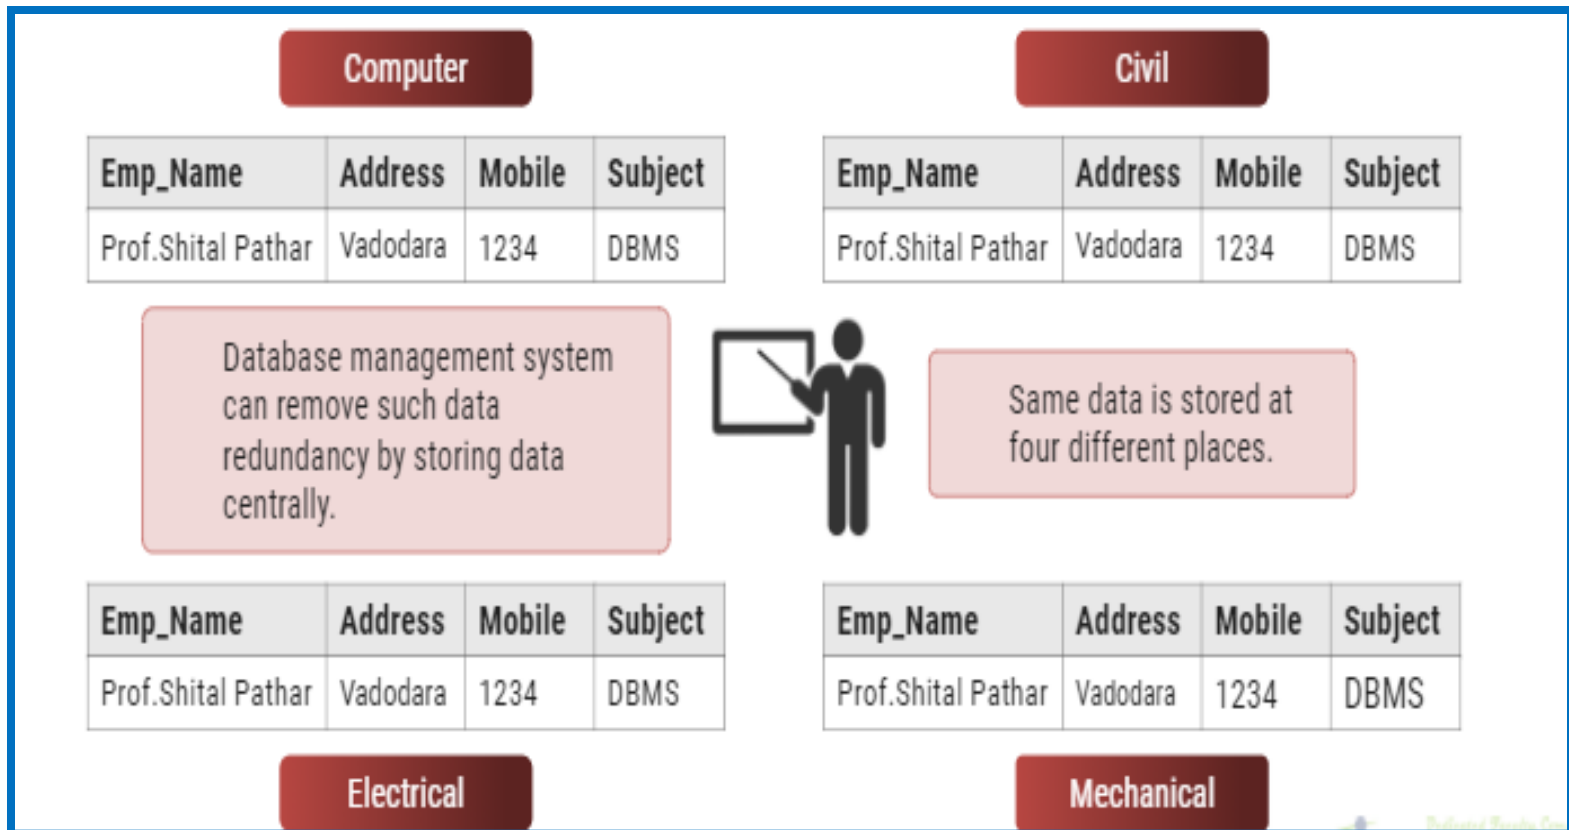 Computer
Civil
Emp_Name Address Mobile Subject
Prof.Shital Pathar Vadodara 1234 DBMS
Emp_Name Address Mobile Subject
Prof.Shital Pathar Vadodara 1234 DBMS
Database management system
can remove such data
redundancy by storing data
centrally.
Same data is stored at
four different places.
Emp_Name Address Mobile Subject
Prof.Shital Pathar Vadodara 1234 DBMS
Emp_Name Address Mobile Subject
Prof.Shital Pathar Vadodara 1234 DBMS
Electrical
Mechanical